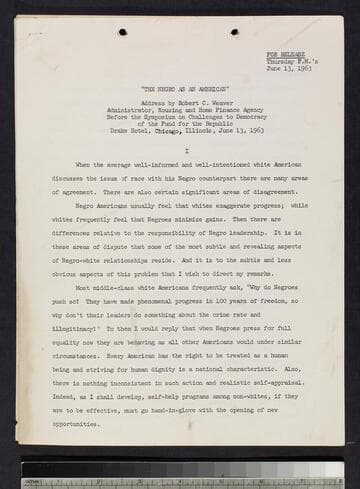 FOR RELEASE
Thursday P.M.'s
June 13, 1963
"THE NEGRO AS AN AMERICAN"
Address by Robert C. Weaver
Administrator, Housing and Home Finance Agency
Before the Symposium on Challenges to Democracy
of the Fund for the Republic
Drake Hotel, Chicago, Illinois, June 13, 1963
I
When the average well-informed and well-intentioned white American
discusses the issue of race with his Negro counterpart there are many areas
of agreement. There are also certain significant areas of disagreement.
Negro Americans usually feel that whites exaggerate progress; while
whites frequently feel that Negroes minimize gains. Then there are
differences relative to the responsibility of Negro leadership. It is in
these areas of dispute that some of the most subtle and revealing aspects
of Negro-white relationships reside. And it is to the subtle and less
obvious aspects of this problem that I wish to direct my remarks.
Most middle-class white Americans frequently ask, "Why do Negroes
push so? They have made phenomenal progress in 100 years of freedom, so
why don't their leaders do something about the crime rate and
illegitimacy?" To them I would reply that when Negroes press for full
equality now they are behaving as all other Americans would under similar
circumstances. Every American has the right to be treated as a human
being and striving for human dignity is a national characteristic. Also,
there is nothing inconsistent in such action and realistic self-appraisal.
Indeed, as I shall develop, self-help programs among non-whites, if they
are to be effective, must go hand-in-glove with the opening of new
opportunities.